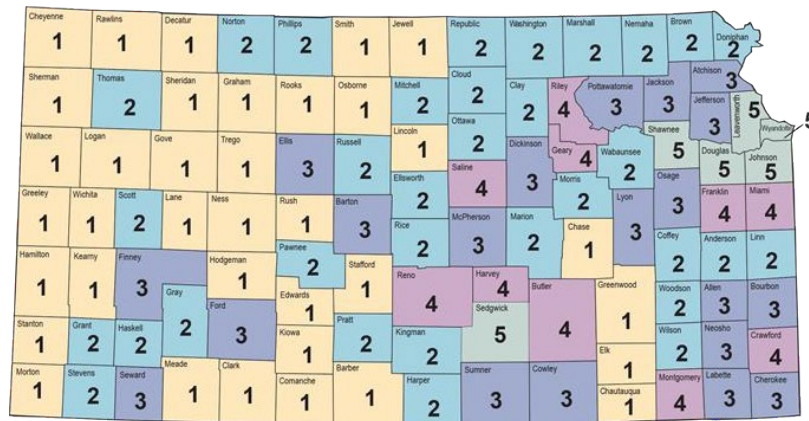 Cheyenne
1
Rawlins
1
Decatur
1
Norton
2
Phillips
2
Smith
1
Jewell
1
Republic
2
Washington
2
Marshall
2
Nemaha
2
Brown
2
Doniphan
2
Sherman
1
Thomas
2
Sheridan
1
Graham
1
Rooks
1
Osborne
1
Mitchell
2
Cloud
2
Clay
2
Riley
4
Pottawatomie
3
Jackson
3
Atchison
3
Jefferson
3
Leavenworth
5
Wyandotte
5
Wallace
1
Logan
1
Gove
1
Trego
1
Ellis
3
Russell
2
Lincoln
1
Ottawa
2
Saline
4
Dickinson
3
Geary
4
Wabaunsee
2
Shawnee
5
Douglas
5
Johnson
5
Greeley
1
Wichita
1
Scott
2
Lane
1
Ness
1
Rush
1
Barton
3
Ellsworth
2
Rice
2
McPherson
3
Marion
2
Morris
2
Chase
1
Lyon
3
Osage
3
Franklin
4
Miami
4
Hamilton
1
Kearny
1
Finney
3
Gray
2
Hodgeman
1
Ford
3
Pawnee
2
Edwards
1
Stafford
1
Reno
4
Harvey
4
Sedgwick
5
Butler
4
Greenwood
1
Coffey
2
Anderson
2
Linn
2
Woodson
2
Allen
3
Bourbon
3
Stanton
1
Grant
2
Haskell
2
Kiowa
1
Pratt
2
Kingman
2
Elk
1
Wilson
2
Neosho
3
Crawford
4
Morton
1
Stevens
2
Seward
3
Meade
1
Clark
1
Comanche
1
Barber
1
Harper
2
Sumner
3
Cowley
3
Chautauqua
1
Montgomery
4
Labette
3
Cherokee
3